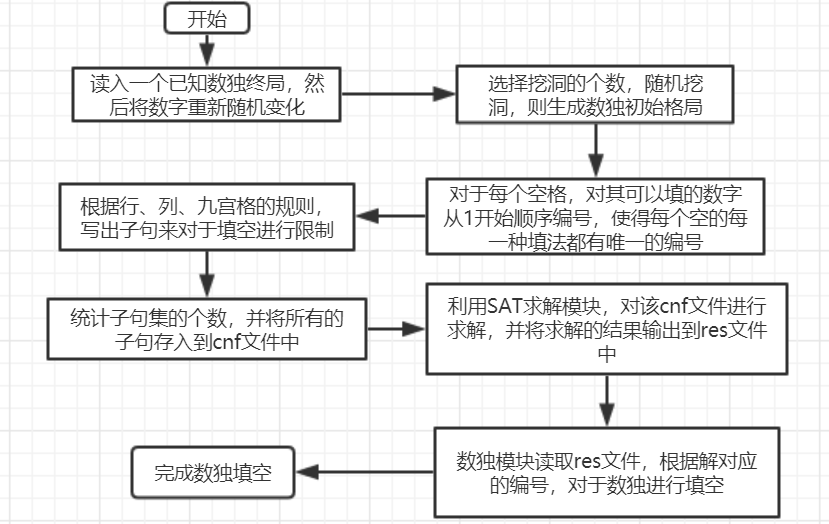 开始
读入一个已知数独终局，然
后将数字重新随机变化
选择挖洞的个数，随机挖
洞，则生成数独初始格局
对于每个空格，对其可以填的数字
从1开始顺序编号，使得每个空的每
一种填法都有唯一的编号
根据行、列、九宫格的规则，
写出子句来对于填空进行限制
统计子句集的个数，并将所有的
子句存入到cnf文件中
利用SAT求解模块，对该cnf文件进行
求解，并将求解的结果输出到res文件
中
数独模块读取res文件，根据解对应
的编号，对于数独进行填空
完成数独填空